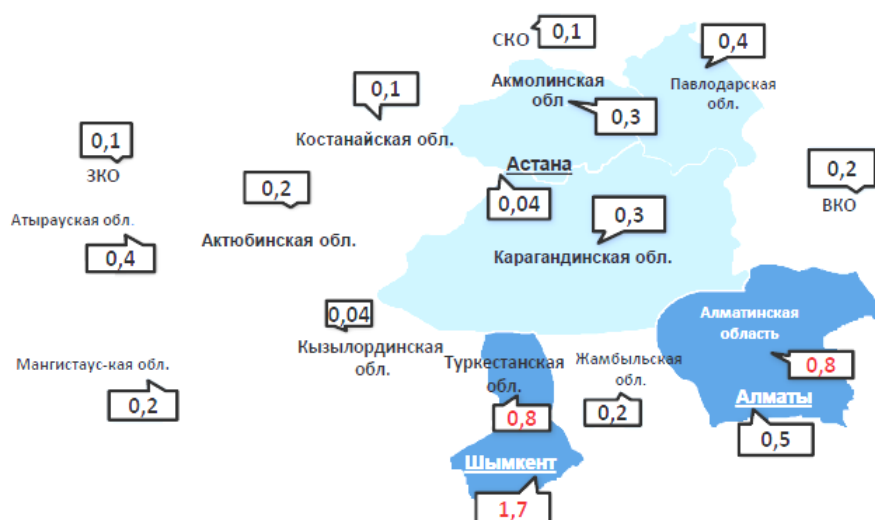 СКО
0,1
0,4
Акмолинская
обл
Павлодарская
обл.
0,1
0,3
Костанайская обл.
0,1
ЗКО
Астана
0,2
0,2
0,04
ВКО
Атырауская обл.
0,3
Актюбинская обл.
0,4
Карагандинская обл.
0,04
Алматинская
область
Кызылординская
обл.
Мангистаус-кая обл.
Туркестанская
обл.
Жамбыльская
обл.
0,8
0,2
0,8
0,2
Алматы
0,5
Шымкент
1,7